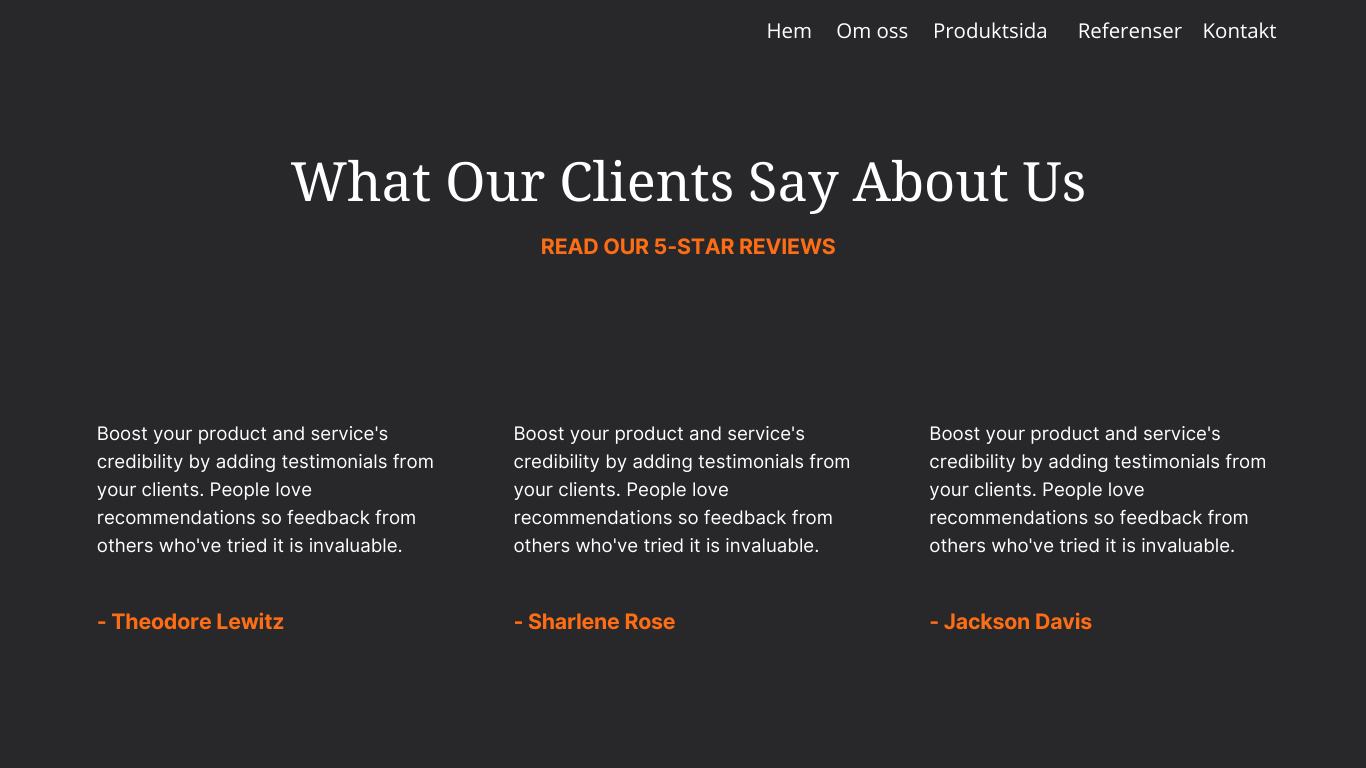 Hem Om oss Produktsida Referenser Kontakt
What Our Clients Say About Us
READ OUR 5-STAR REVIEWS
Boost your product and service's
credibility by adding testimonials from
your clients. People love
recommendations so feedback from
others who've tried it is invaluable.
- Theodore Lewitz
Boost your product and service's
credibility by adding testimonials from
your clients. People love
recommendations so feedback from
others who've tried it is invaluable.
- Sharlene Rose
Boost your product and service's
credibility by adding testimonials from
your clients. People love
recommendations so feedback from
others who've tried it is invaluable.
- Jackson Davis